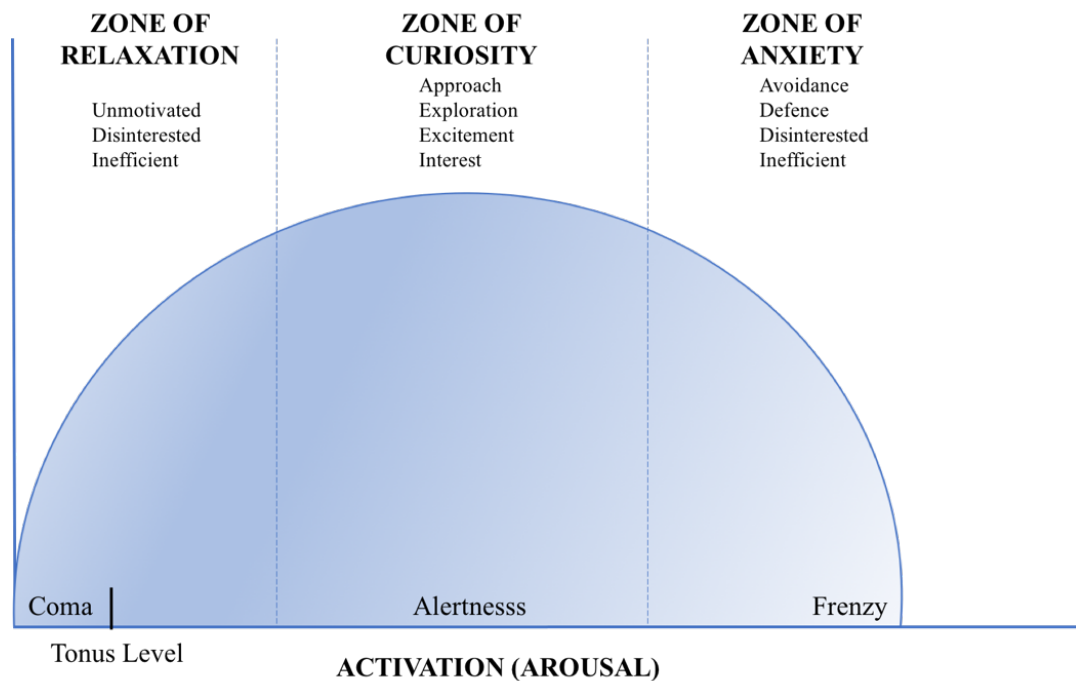 ZONE OF
RELAXATION
Unmotivated
Disinterested
Inefficient
ZONE OF
CURIOSITY
Approach
Exploration
Excitement
Interest
ZONE OF
ANXIETY
Avoidance
Defence
Disinterested
Inefficient
Coma
Alertnesss
Frenzy
Tonus Level
ACTIVATION (AROUSAL)